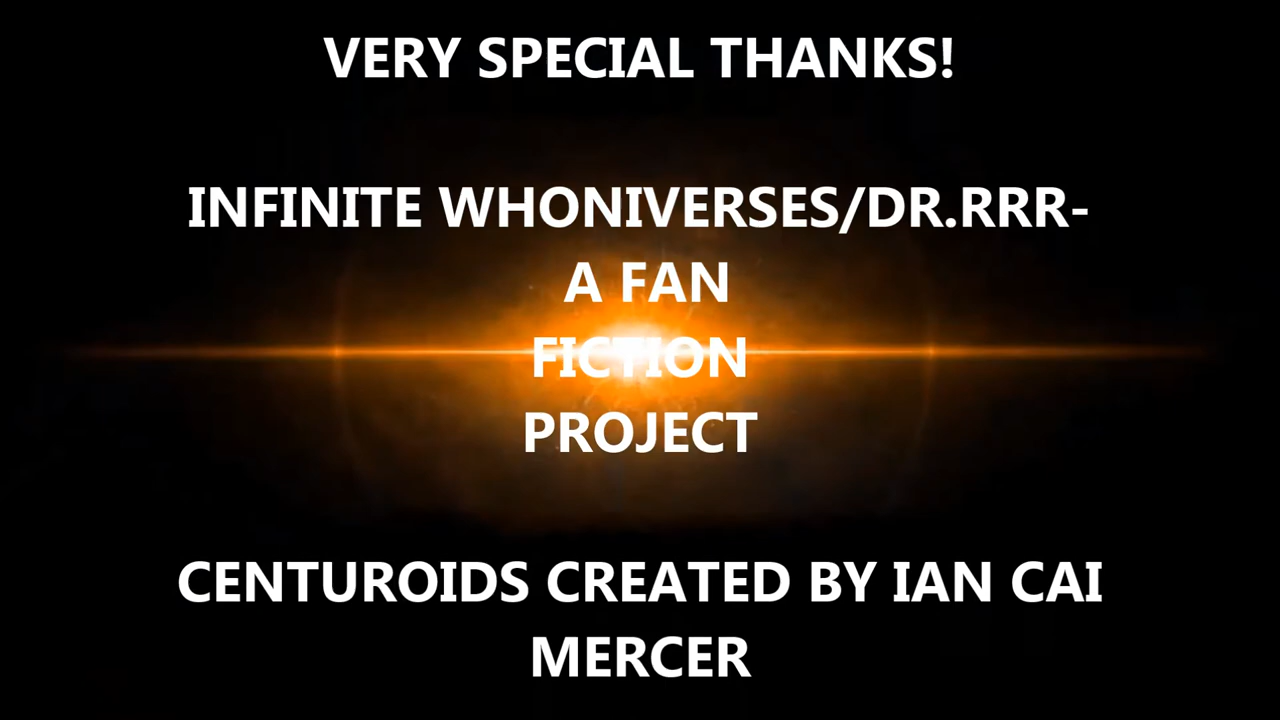 VERY SPECIAL THANKS!
INFINITE WHONIVERSES/DR.RRR-
A FAN
FICTION
PROJECT
CENTUROIDS CREATED BY IAN CAI
MERCER